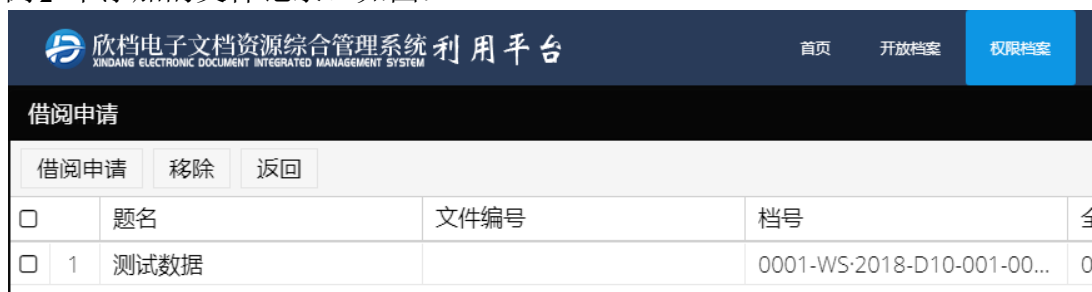 欣档电子文档资源综合管理系统 利用平台 首页 开放档案 权限档案
XINDANG ELECTRONIC DOCUMENT INTEGRATED MANAGEMENT SYSTEM
借阅申请
借阅申请 移除 返回
题名 文件编号 档号
1 测试数据 0001-WS·2018-D10-001-00...